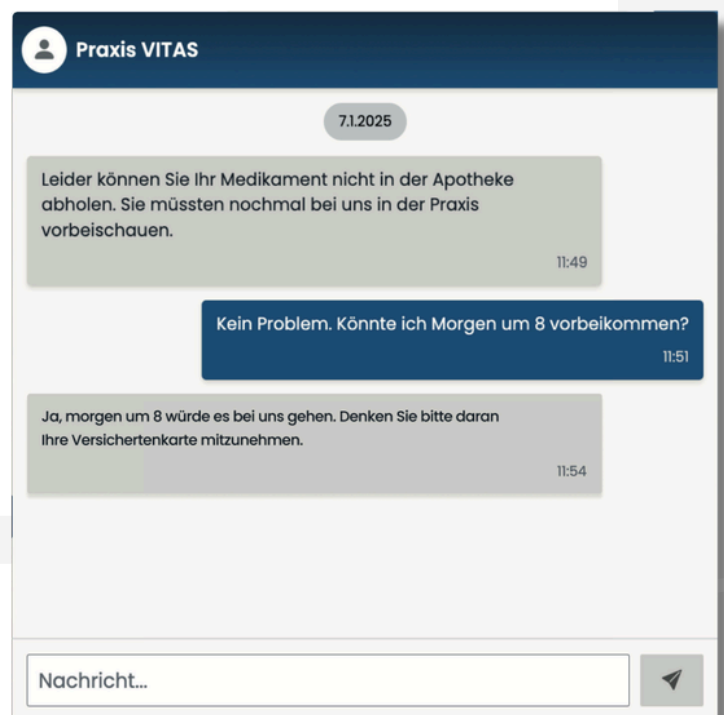 Praxis VITAS
7.1.2025
Leider können Sie Ihr Medikament nicht in der Apotheke
abholen. Sie müssten nochmal bei uns in der Praxis
vorbeischauen.
11:49
Kein Problem. Könnte ich Morgen um 8 vorbeikommen?
11:51
Ja, morgen um 8 würde es bei uns gehen. Denken Sie bitte daran
Ihre Versichertenkarte mitzunehmen.
11:54
Nachricht...